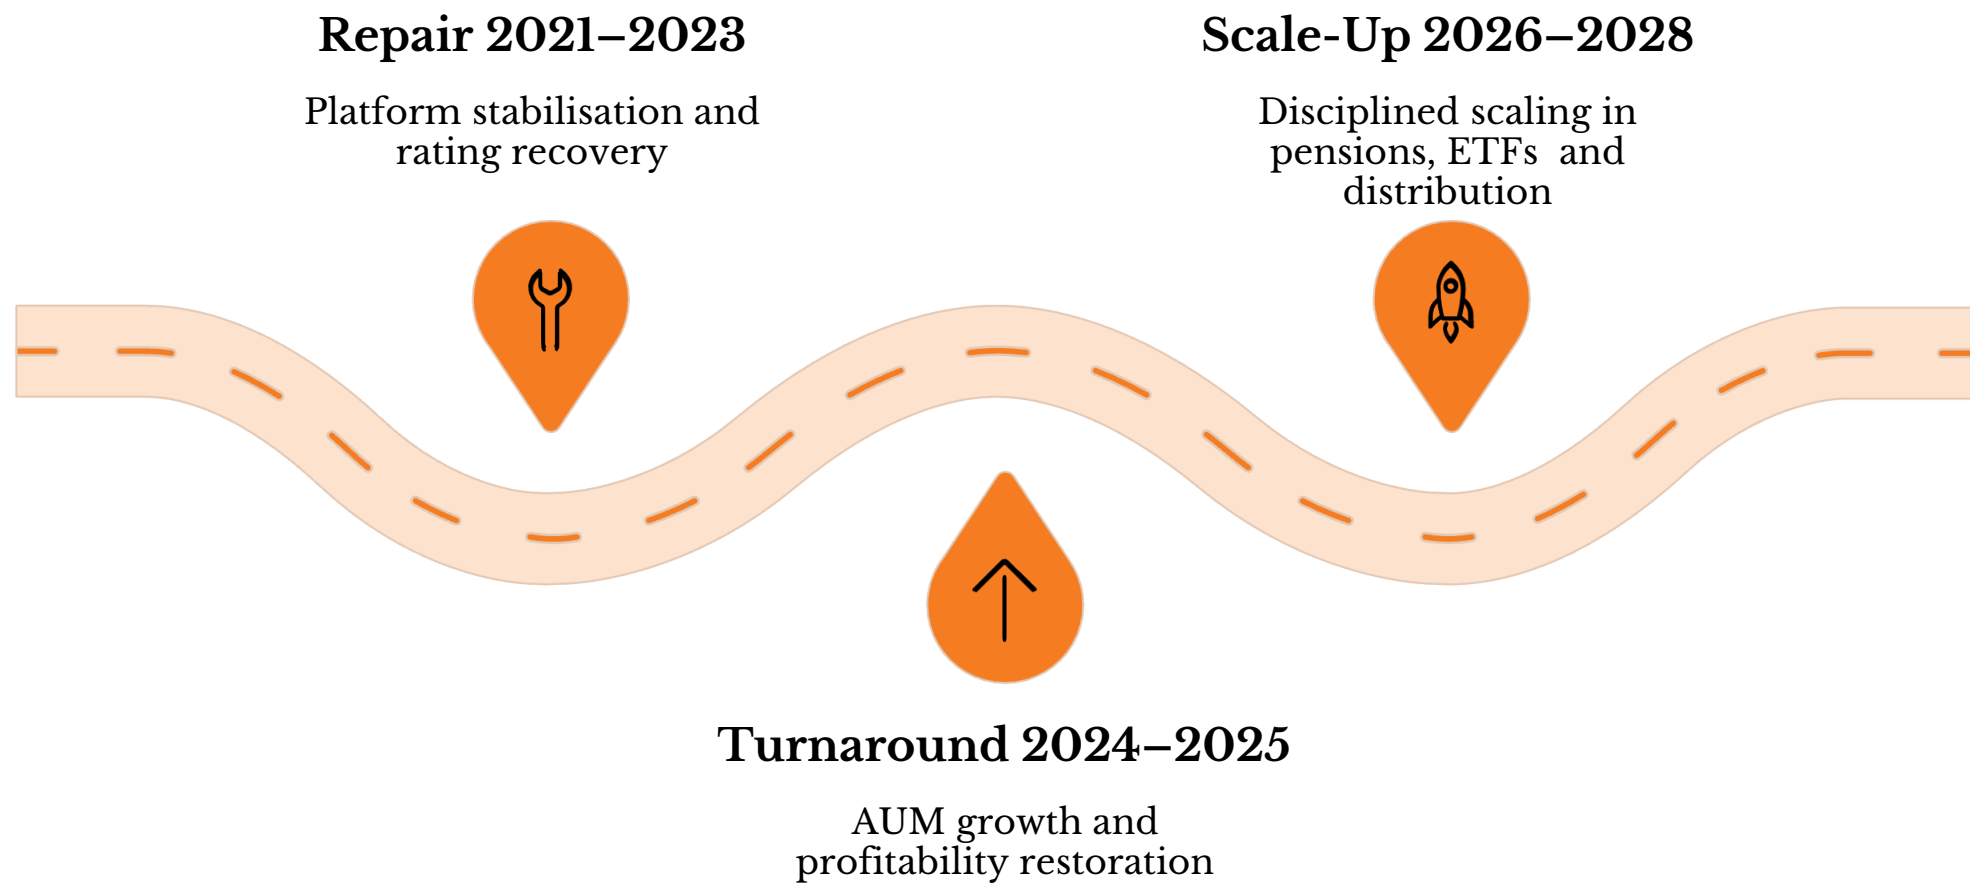 Repair 2021–2023
Platform stabilisation and
rating recovery
Scale-Up 2026–2028
Disciplined scaling in
pensions, ETFs  and
distribution
Turnaround 2024–2025
AUM growth and
profitability restoration